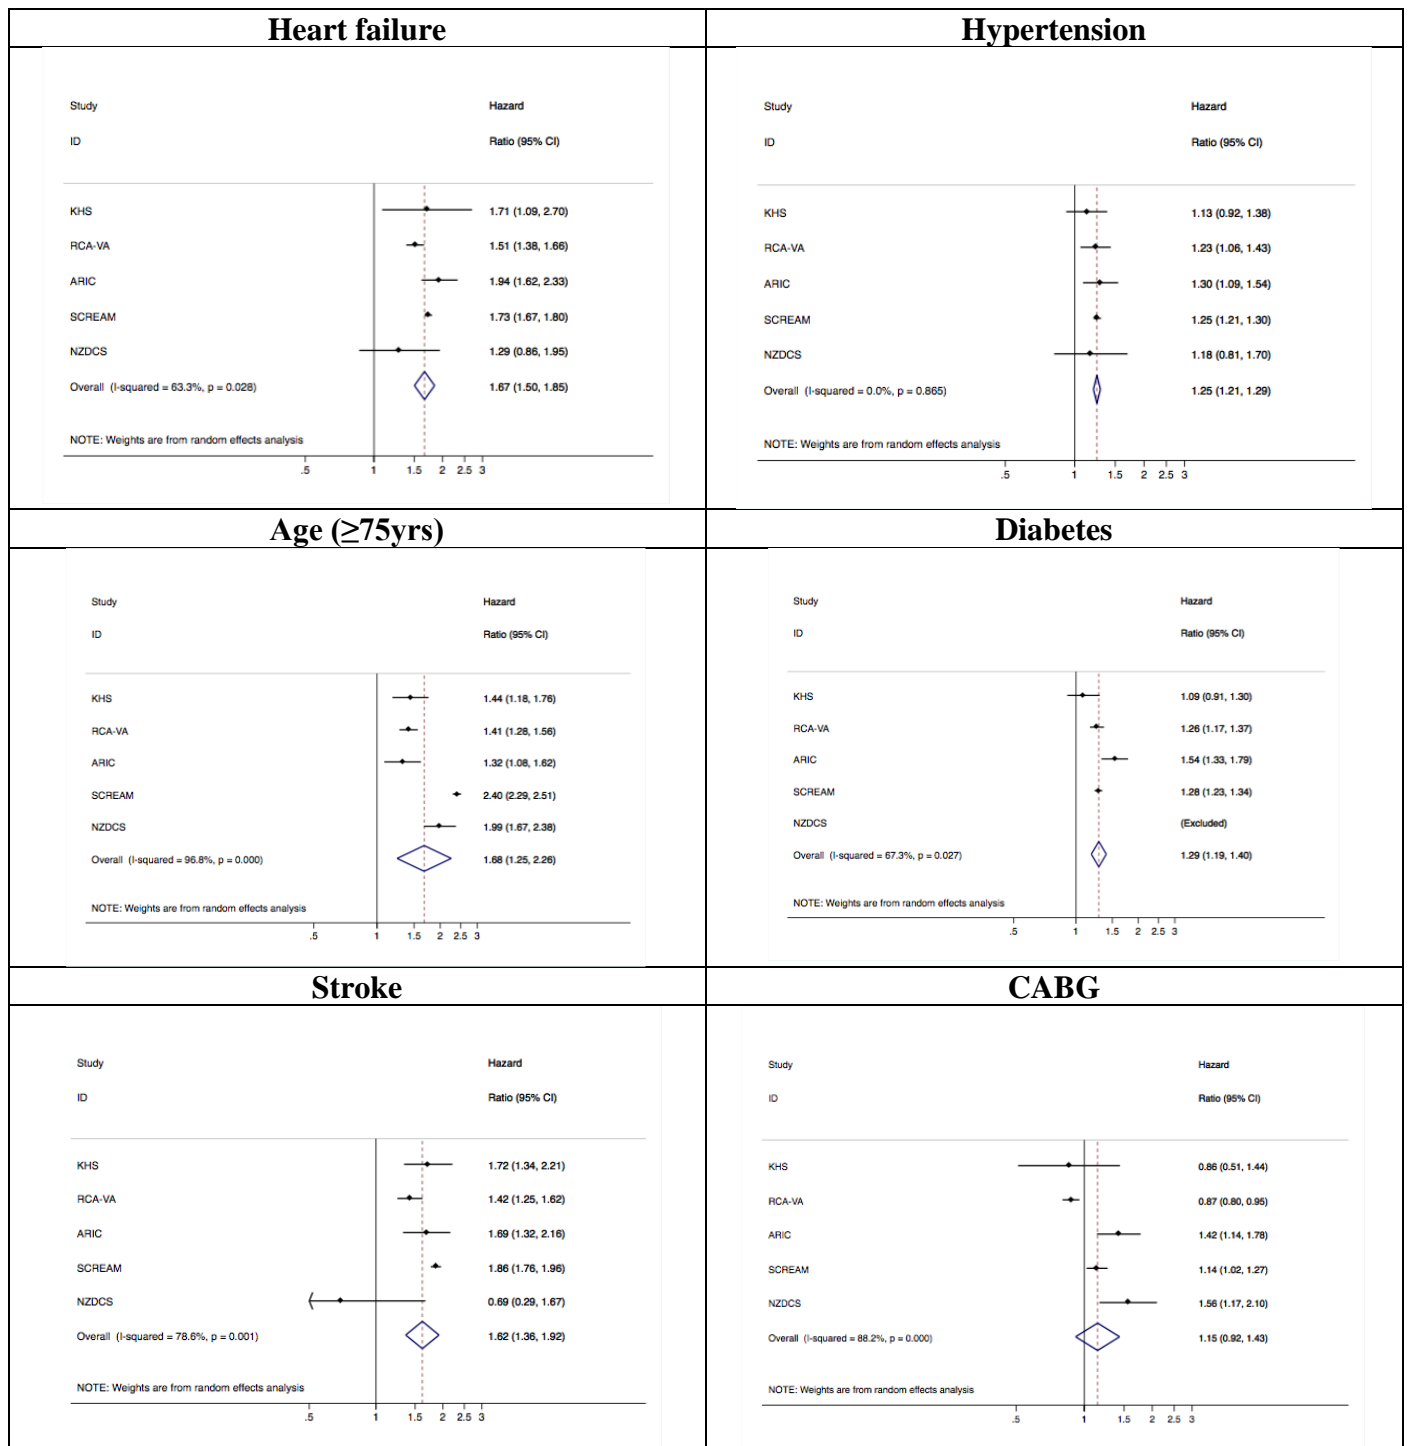 Heart failure
Study Hazard
ID Ratio (95% CI)
KHS 1.71 (1.09, 2.70)
RCA-VA 1.51 (1.38, 1.66)
ARIC 1.94 (1.62, 2.33)
SCREAM 1.73 (1.67, 1.80)
NZDCS 1.29 (0.86, 1.95)
Overall (I-squared = 63.3%, p = 0.028) 1.67 (1.50, 1.85)
NOTE: Weights are from random effects analysis
.5 1 1.5 2 2.5 3
Hypertension
Study Hazard
ID Ratio (95% CI)
KHS 1.13 (0.92, 1.38)
RCA-VA 1.23 (1.06, 1.43)
ARIC 1.30 (1.09, 1.54)
SCREAM 1.25 (1.21, 1.30)
NZDCS 1.18 (0.81, 1.70)
Overall (I-squared = 0.0%, p = 0.865) 1.25 (1.21, 1.29)
NOTE: Weights are from random effects analysis
.5 1 1.5 2 2.5 3
Age (≥75yrs)
Study Hazard
ID Ratio (95% CI)
KHS 1.44 (1.18, 1.76)
RCA-VA 1.41 (1.28, 1.56)
ARIC 1.32 (1.08, 1.62)
SCREAM 2.40 (2.29, 2.51)
NZDCS 1.99 (1.67, 2.38)
Overall (I-squared = 96.8%, p = 0.000) 1.68 (1.25, 2.26)
NOTE: Weights are from random effects analysis
.5 1 1.5 2 2.5 3
Diabetes
Study Hazard
ID Ratio (95% CI)
KHS 1.09 (0.91, 1.30)
RCA-VA 1.26 (1.17, 1.37)
ARIC 1.54 (1.33, 1.79)
SCREAM 1.28 (1.23, 1.34)
NZDCS (Excluded)
Overall (I-squared = 67.3%, p = 0.027) 1.29 (1.19, 1.40)
NOTE: Weights are from random effects analysis
.5 1 1.5 2 2.5 3
Stroke
Study Hazard
ID Ratio (95% CI)
KHS 1.72 (1.34, 2.21)
RCA-VA 1.42 (1.25, 1.62)
ARIC 1.69 (1.32, 2.16)
SCREAM 1.86 (1.76, 1.96)
NZDCS 0.69 (0.29, 1.67)
Overall (I-squared = 78.6%, p = 0.001) 1.62 (1.36, 1.92)
NOTE: Weights are from random effects analysis
.5 1 1.5 2 2.5 3
CABG
Study Hazard
ID Ratio (95% CI)
KHS 0.86 (0.51, 1.44)
RCA-VA 0.87 (0.80, 0.95)
ARIC 1.42 (1.14, 1.78)
SCREAM 1.14 (1.02, 1.27)
NZDCS 1.56 (1.17, 2.10)
Overall (I-squared = 88.2%, p = 0.000) 1.15 (0.92, 1.43)
NOTE: Weights are from random effects analysis
.5 1 1.5 2 2.5 3